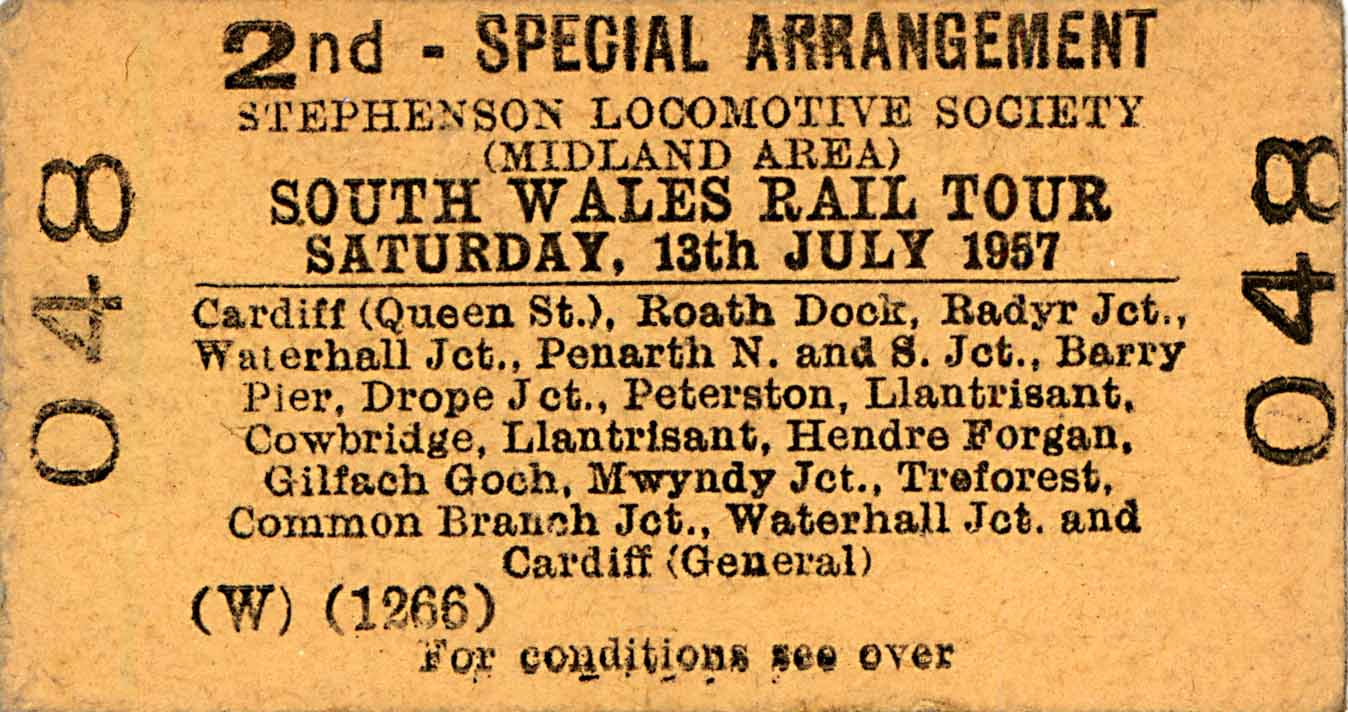 2nd - SPECIAL ARRANGEMENT
STEPHENSON LOCOMOTIVE SOCIETY
(MIDLAND AREA)
SOUTH WALES RAIL TOUR
SATURDAY, 13th JULY 1957
Cardiff (Queen St.), Roath Dock, Radyr Jct.,
Waterhall Jct., Penarth N. and S. Jct., Barry
Pier, Drope Jct., Peterston, Llantrisant,
Cowbridge, Llantrisant, Hendre Forgan,
Gilfach Goch, Mwyndy Jct., Treforest,
Common Branch Jct., Waterhall Jct. and
Cardiff (General)
(W) (1266)
For conditions see over
048
048